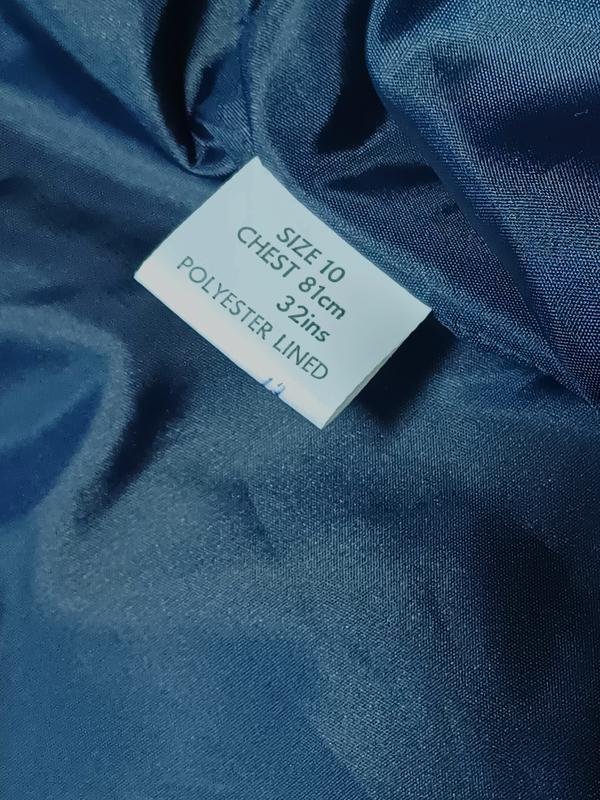 SIZE 10
CHEST 81cm
32ins
POLYESTER LINED